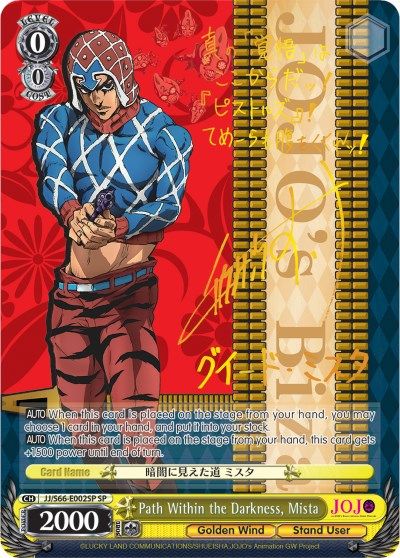 LEVEL
0
0
COST
JOJO's Biza
グイード・ミスタ
AUTO When this card is placed on the stage from your hand, you may
choose 1 card in your hand, and put it into your stock.
AUTO When this card is placed on the stage from your hand, this card gets
+1500 power until end of turn.
Card Name
暗闇に見えた道 ミスタ
CD JJ/S66-E002SP SP
POWER
2000
SOUL
Path Within the Darkness, Mista
JOJO
Golden Wind
Stand User
©LUCKY LAND COMMUNICATIONS/SHUEISHA,JOJO's Animation GW Project